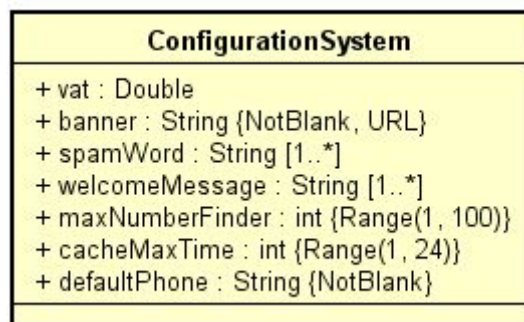 ConfigurationSystem
+ vat : Double
+ banner : String {NotBlank, URL}
+ spamWord : String [1..*]
+ welcomeMessage : String [1..*]
+ maxNumberFinder : int {Range(1, 100)}
+ cacheMaxTime : int {Range(1, 24)}
+ defaultPhone : String {NotBlank}